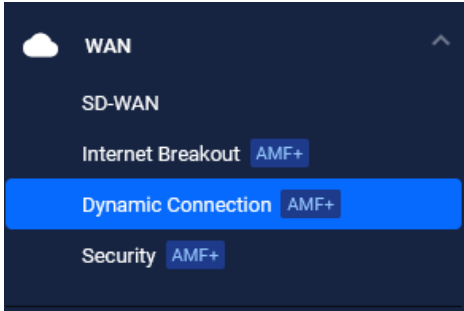 WAN
SD-WAN
Internet Breakout AMF+
Dynamic Connection AMF+
Security AMF+